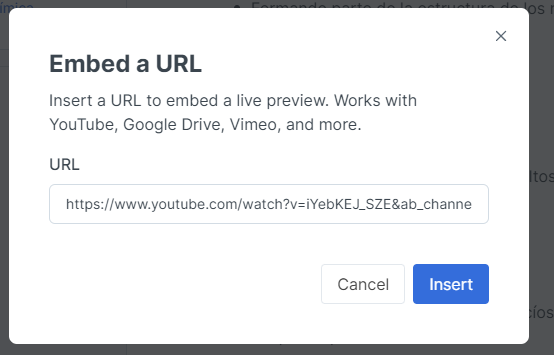 Formando parte de la estructura de los
Embed a URL
Insert a URL to embed a live preview. Works with
YouTube, Google Drive, Vimeo, and more.
URL
https://www.youtube.com/watch?v=iYebKEJ_SZE&ab_channe
Cancel
Insert